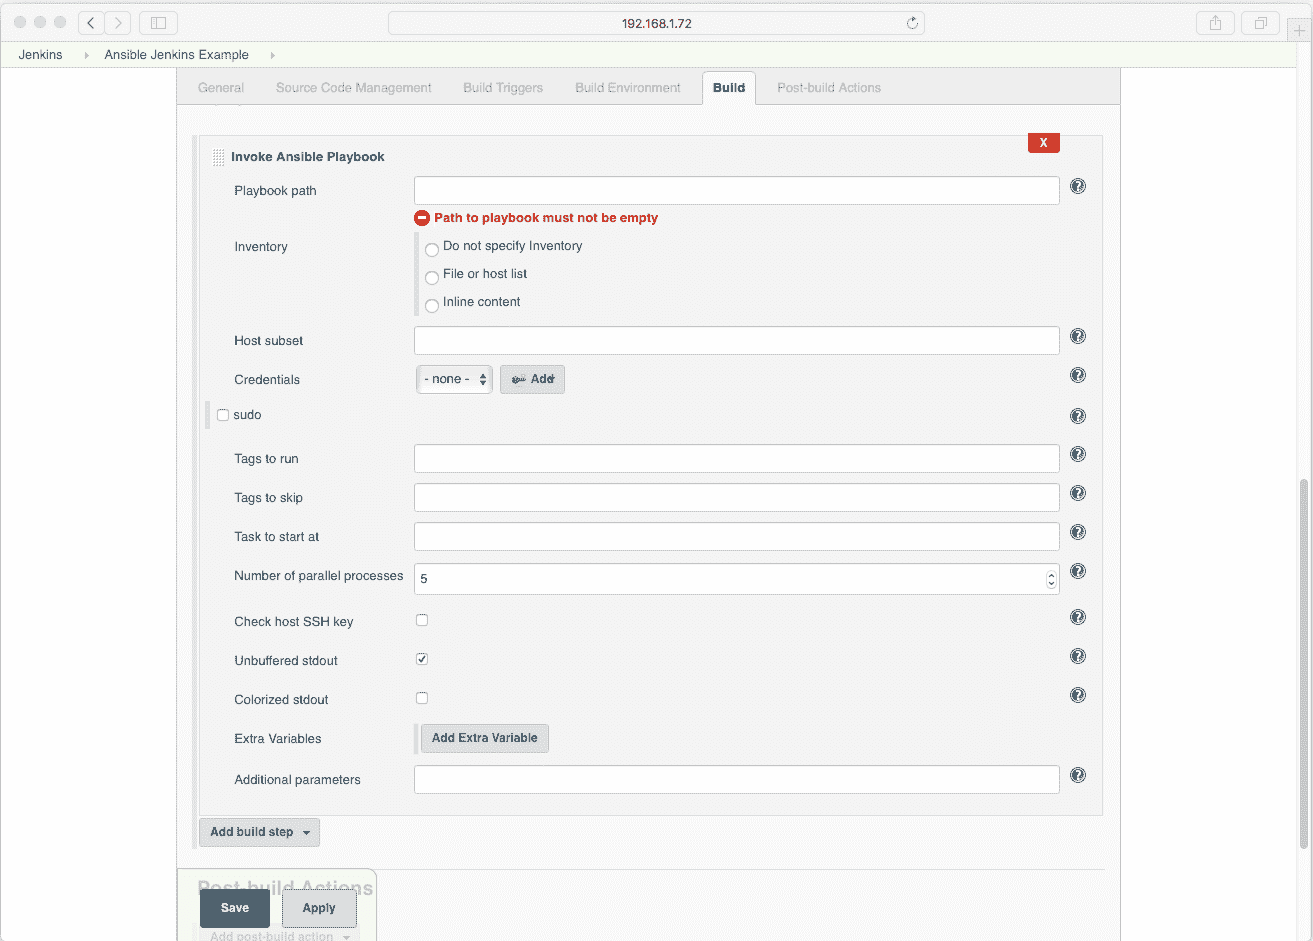 192.168.1.72
Jenkins Ansible Jenkins Example
General Source Code Management Build Triggers Build Environment Build Post-build Actions
Invoke Ansible Playbook X
Playbook path
Path to playbook must not be empty
Inventory Do not specify Inventory
File or host list
Inline content
Host subset
Credentials - none - Add
sudo
Tags to run
Tags to skip
Task to start at
Number of parallel processes 5
Check host SSH key
Unbuffered stdout
Colorized stdout
Extra Variables Add Extra Variable
Additional parameters
Add build step
Post-build Actions
Save Apply
Add post-build action